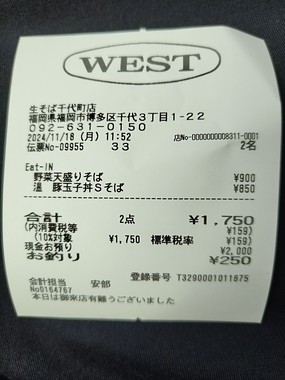 WEST
生そば千代町店
福岡県福岡市博多区千代3丁目1-22
092-631-0150
2024/11/18 (月) 11:52 店No-0000000008311-0001
伝票No-09955 33 2名
Eat-IN
野菜天盛りそば ¥900
温 豚玉子丼Sそば ¥850
合計 2点 ¥1,750
(内消費税等 ¥159)
(10%対象 ¥1,750 標準税率 ¥159)
現金お預り ¥2,000
お釣り ¥250
登録番号 T3290001011675
会計担当 安部
No0164767
本日は御来店有難うございました